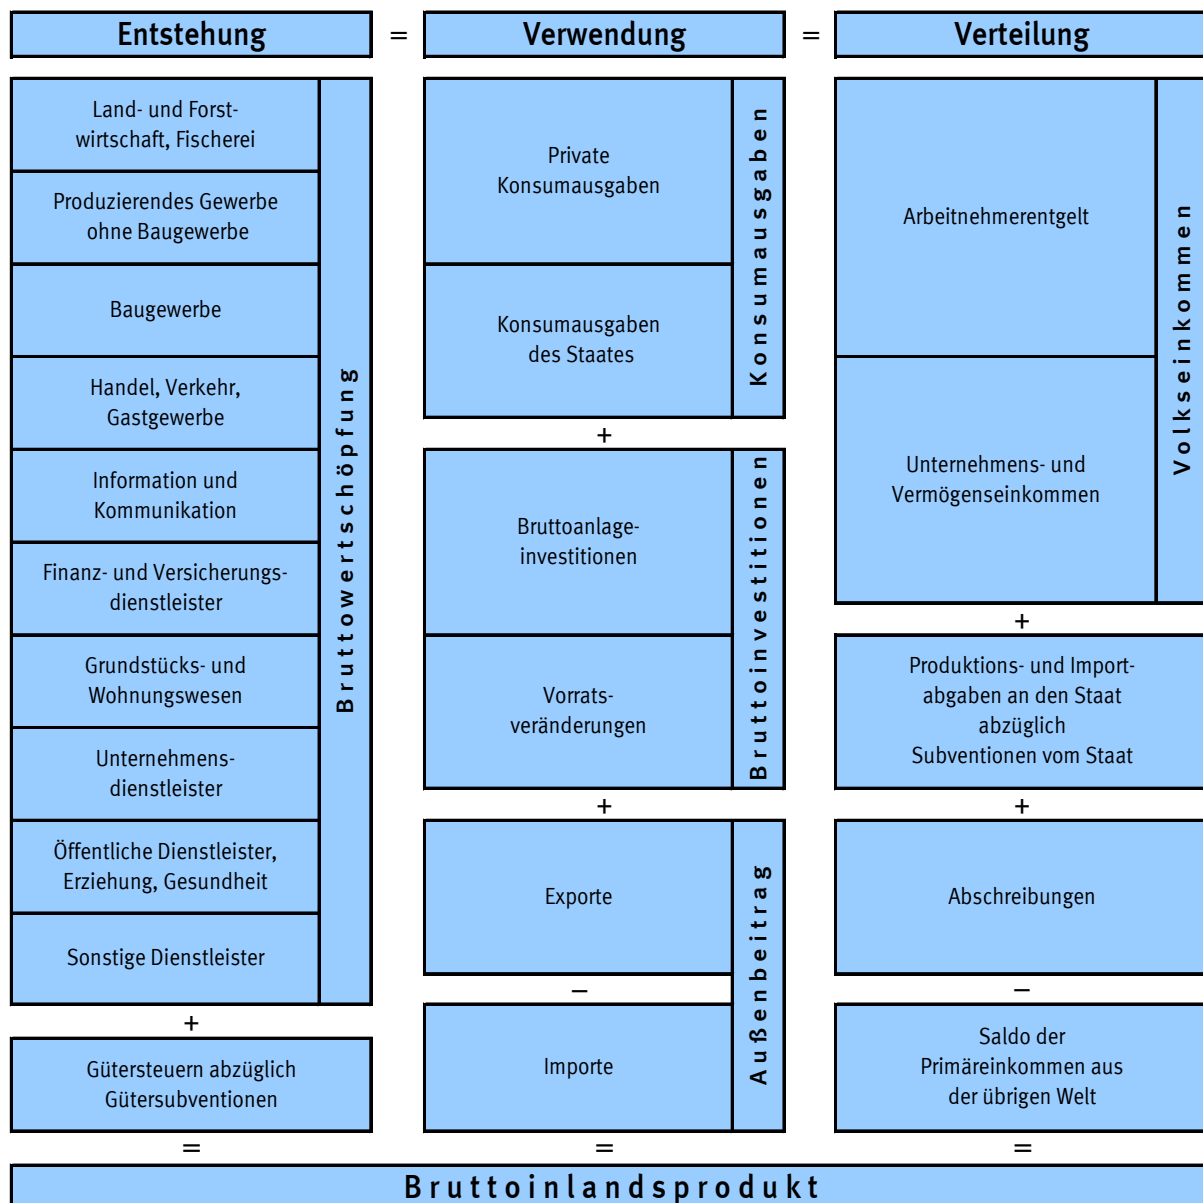 Entstehung = Verwendung = Verteilung
Land- und Forst-
wirtschaft, Fischerei
Produzierendes Gewerbe
ohne Baugewerbe
Baugewerbe
Handel, Verkehr,
Gastgewerbe
Information und
Kommunikation
Finanz- und Versicherungs-
dienstleister
Grundstücks- und
Wohnungswesen
Unternehmens-
dienstleister
Öffentliche Dienstleister,
Erziehung, Gesundheit
Sonstige Dienstleister
Bruttowertschöpfung
+
Gütersteuern abzüglich
Gütersubventionen
=
Private
Konsumausgaben
Konsumausgaben
des Staates
Konsumausgaben
+
Bruttoanlage-
investitionen
Vorrats-
veränderungen
Bruttoinvestitionen
+
Exporte
–
Importe
Außenbeitrag
=
Arbeitnehmerentgelt
Unternehmens- und
Vermögenseinkommen
Volkseinkommen
+
Produktions- und Import-
abgaben an den Staat
abzüglich
Subventionen vom Staat
+
Abschreibungen
–
Saldo der
Primäreinkommen aus
der übrigen Welt
=
Bruttoinlandsprodukt